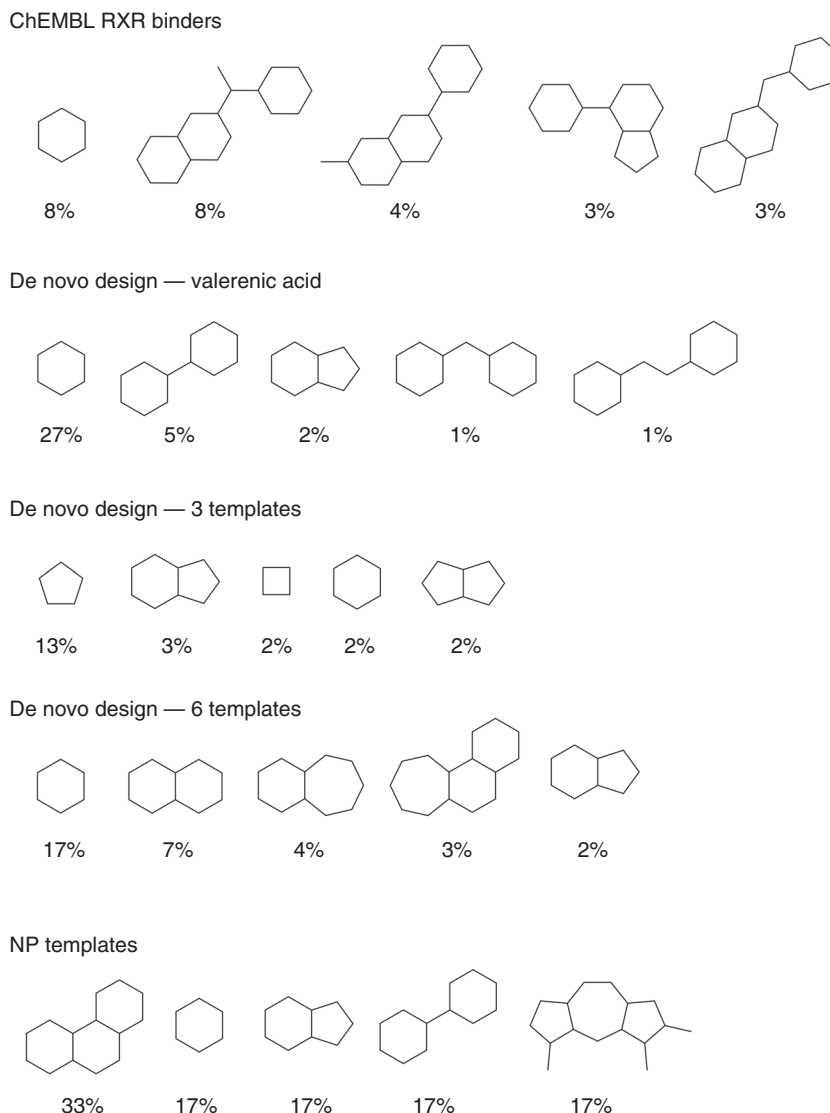 ChEMBL RXR binders
8% 8% 4% 3% 3%
De novo design — valerenic acid
27% 5% 2% 1% 1%
De novo design — 3 templates
13% 3% 2% 2% 2%
De novo design — 6 templates
17% 7% 4% 3% 2%
NP templates
33% 17% 17% 17% 17%